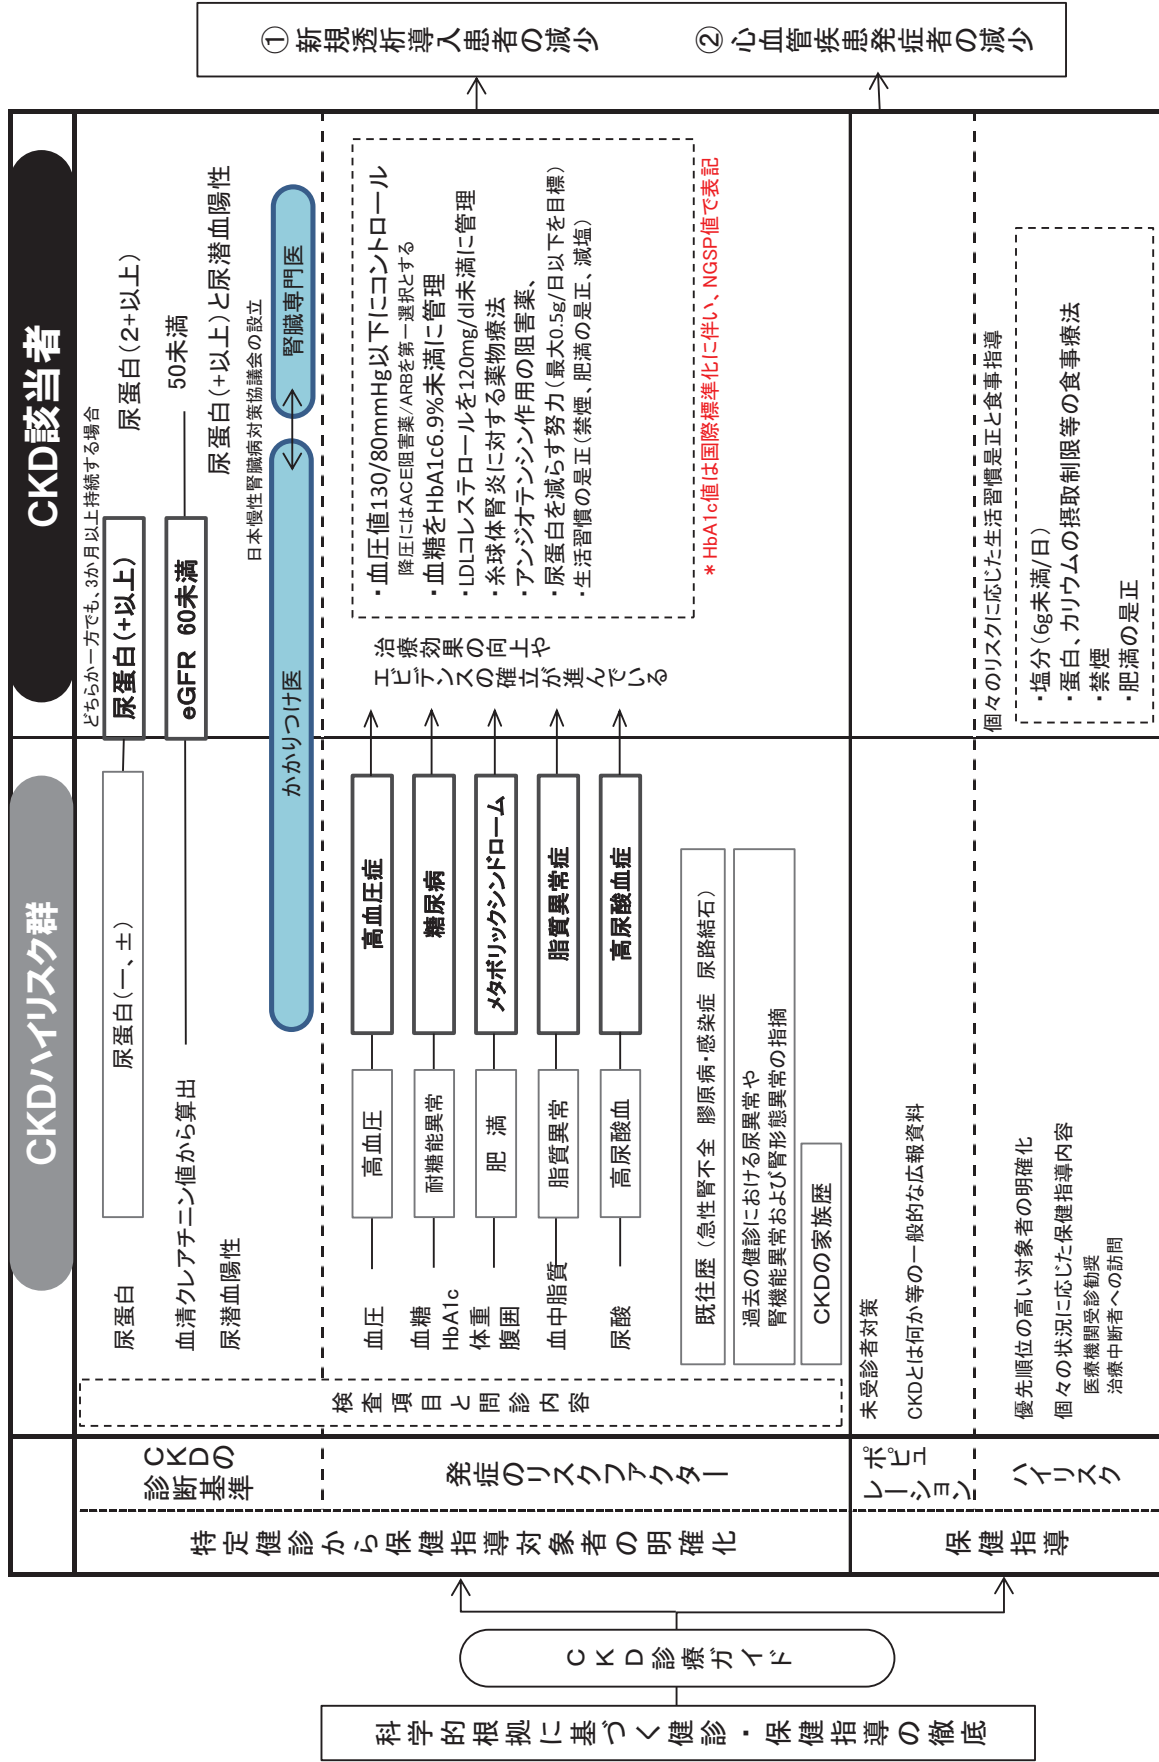 科学的根拠に基づく健診・保健指導の徹底
CKD診療ガイド
CKDハイリスク群
CKD該当者
特定健診から保健指導対象者の明確化
CKDの
診断基準
検査項目と問診内容
尿蛋白
尿蛋白(ー、±)
どちらか一方でも、3か月以上持続する場合
尿蛋白(+以上)
尿蛋白(2+以上)
血清クレアチニン値から算出
eGFR 60未満
50未満
尿潜血陽性
尿蛋白(+以上)と尿潜血陽性
日本慢性腎臓病対策協議会の設立
かかりつけ医
腎臓専門医
発症のリスクファクター
血圧
高血圧
高血圧症
血糖
HbA1c
耐糖能異常
糖尿病
体重
腹囲
肥 満
メタボリックシンドローム
血中脂質
脂質異常
脂質異常症
尿酸
高尿酸血
高尿酸血症
治療効果の向上や
エビデンスの確立が進んでいる
・血圧値130/80mmHg以下にコントロール
降圧にはACE阻害薬/ARBを第一選択とする
・血糖をHbA1c6.9%未満に管理
・LDLコレステロールを120mg/dl未満に管理
・糸球体腎炎に対する薬物療法
・アンジオテンシン作用の阻害薬、
・尿蛋白を減らす努力(最大0.5g/日以下を目標)
・生活習慣の是正(禁煙、肥満の是正、減塩)
*HbA1c値は国際標準化に伴い、NGSP値で表記
既往歴(急性腎不全 膠原病・感染症 尿路結石)
過去の健診における尿異常や
腎機能異常および腎形態異常の指摘
CKDの家族歴
保健指導
ポピュ
レーション
未受診者対策
CKDとは何か等の一般的な広報資料
ハイリスク
優先順位の高い対象者の明確化
個々の状況に応じた保健指導内容
医療機関受診勧奨
治療中断者への訪問
個々のリスクに応じた生活習慣是正と食事指導
・塩分(6g未満/日)
・蛋白、カリウムの摂取制限等の食事療法
・禁煙
・肥満の是正
①新規透析導入患者の減少
②心血管疾患発症者の減少